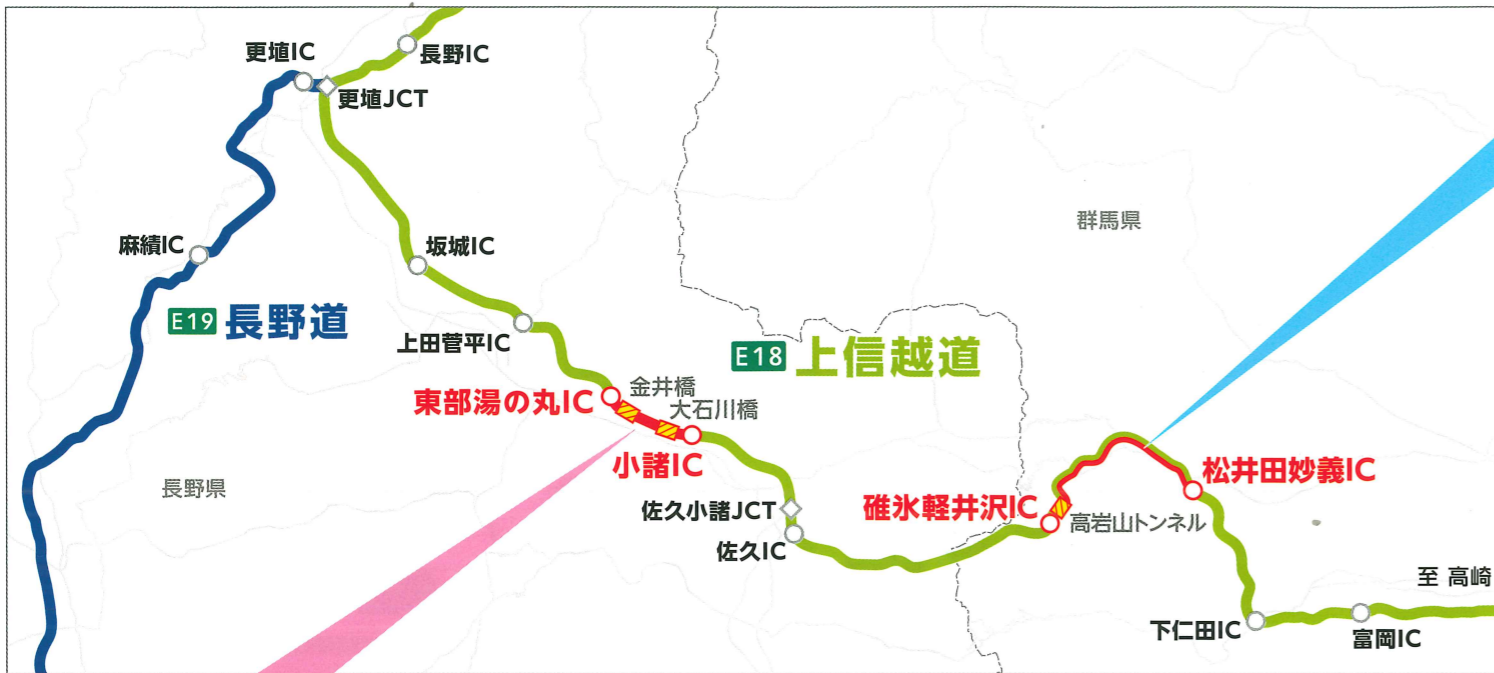 更埴IC
長野IC
更埴JCT
群馬県
麻績IC
坂城IC
E19 長野道
上田菅平IC
E18 上信越道
金井橋
東部湯の丸IC
大石川橋
小諸IC
松井田妙義IC
長野県
佐久小諸JCT
碓氷軽井沢IC
高岩山トンネル
佐久IC
至 高崎
下仁田IC
富岡IC